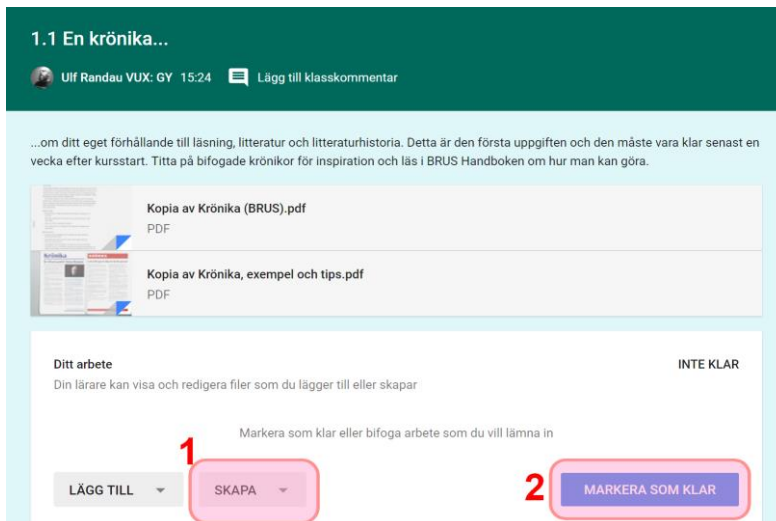 1.1 En krönika...
Ulf Randau VUX: GY 15:24 Lägg till klasskommentar
...om ditt eget förhållande till läsning, litteratur och litteraturhistoria. Detta är den första uppgiften och den måste vara klar senast en
vecka efter kursstart. Titta på bifogade krönikor för inspiration och läs i BRUS Handboken om hur man kan göra.
Kopia av Krönika (BRUS).pdf
PDF
Kopia av Krönika, exempel och tips.pdf
PDF
Ditt arbete INTE KLAR
Din lärare kan visa och redigera filer som du lägger till eller skapar
Markera som klar eller bifoga arbete som du vill lämna in
1
LÄGG TILL SKAPA 2 MARKERA SOM KLAR